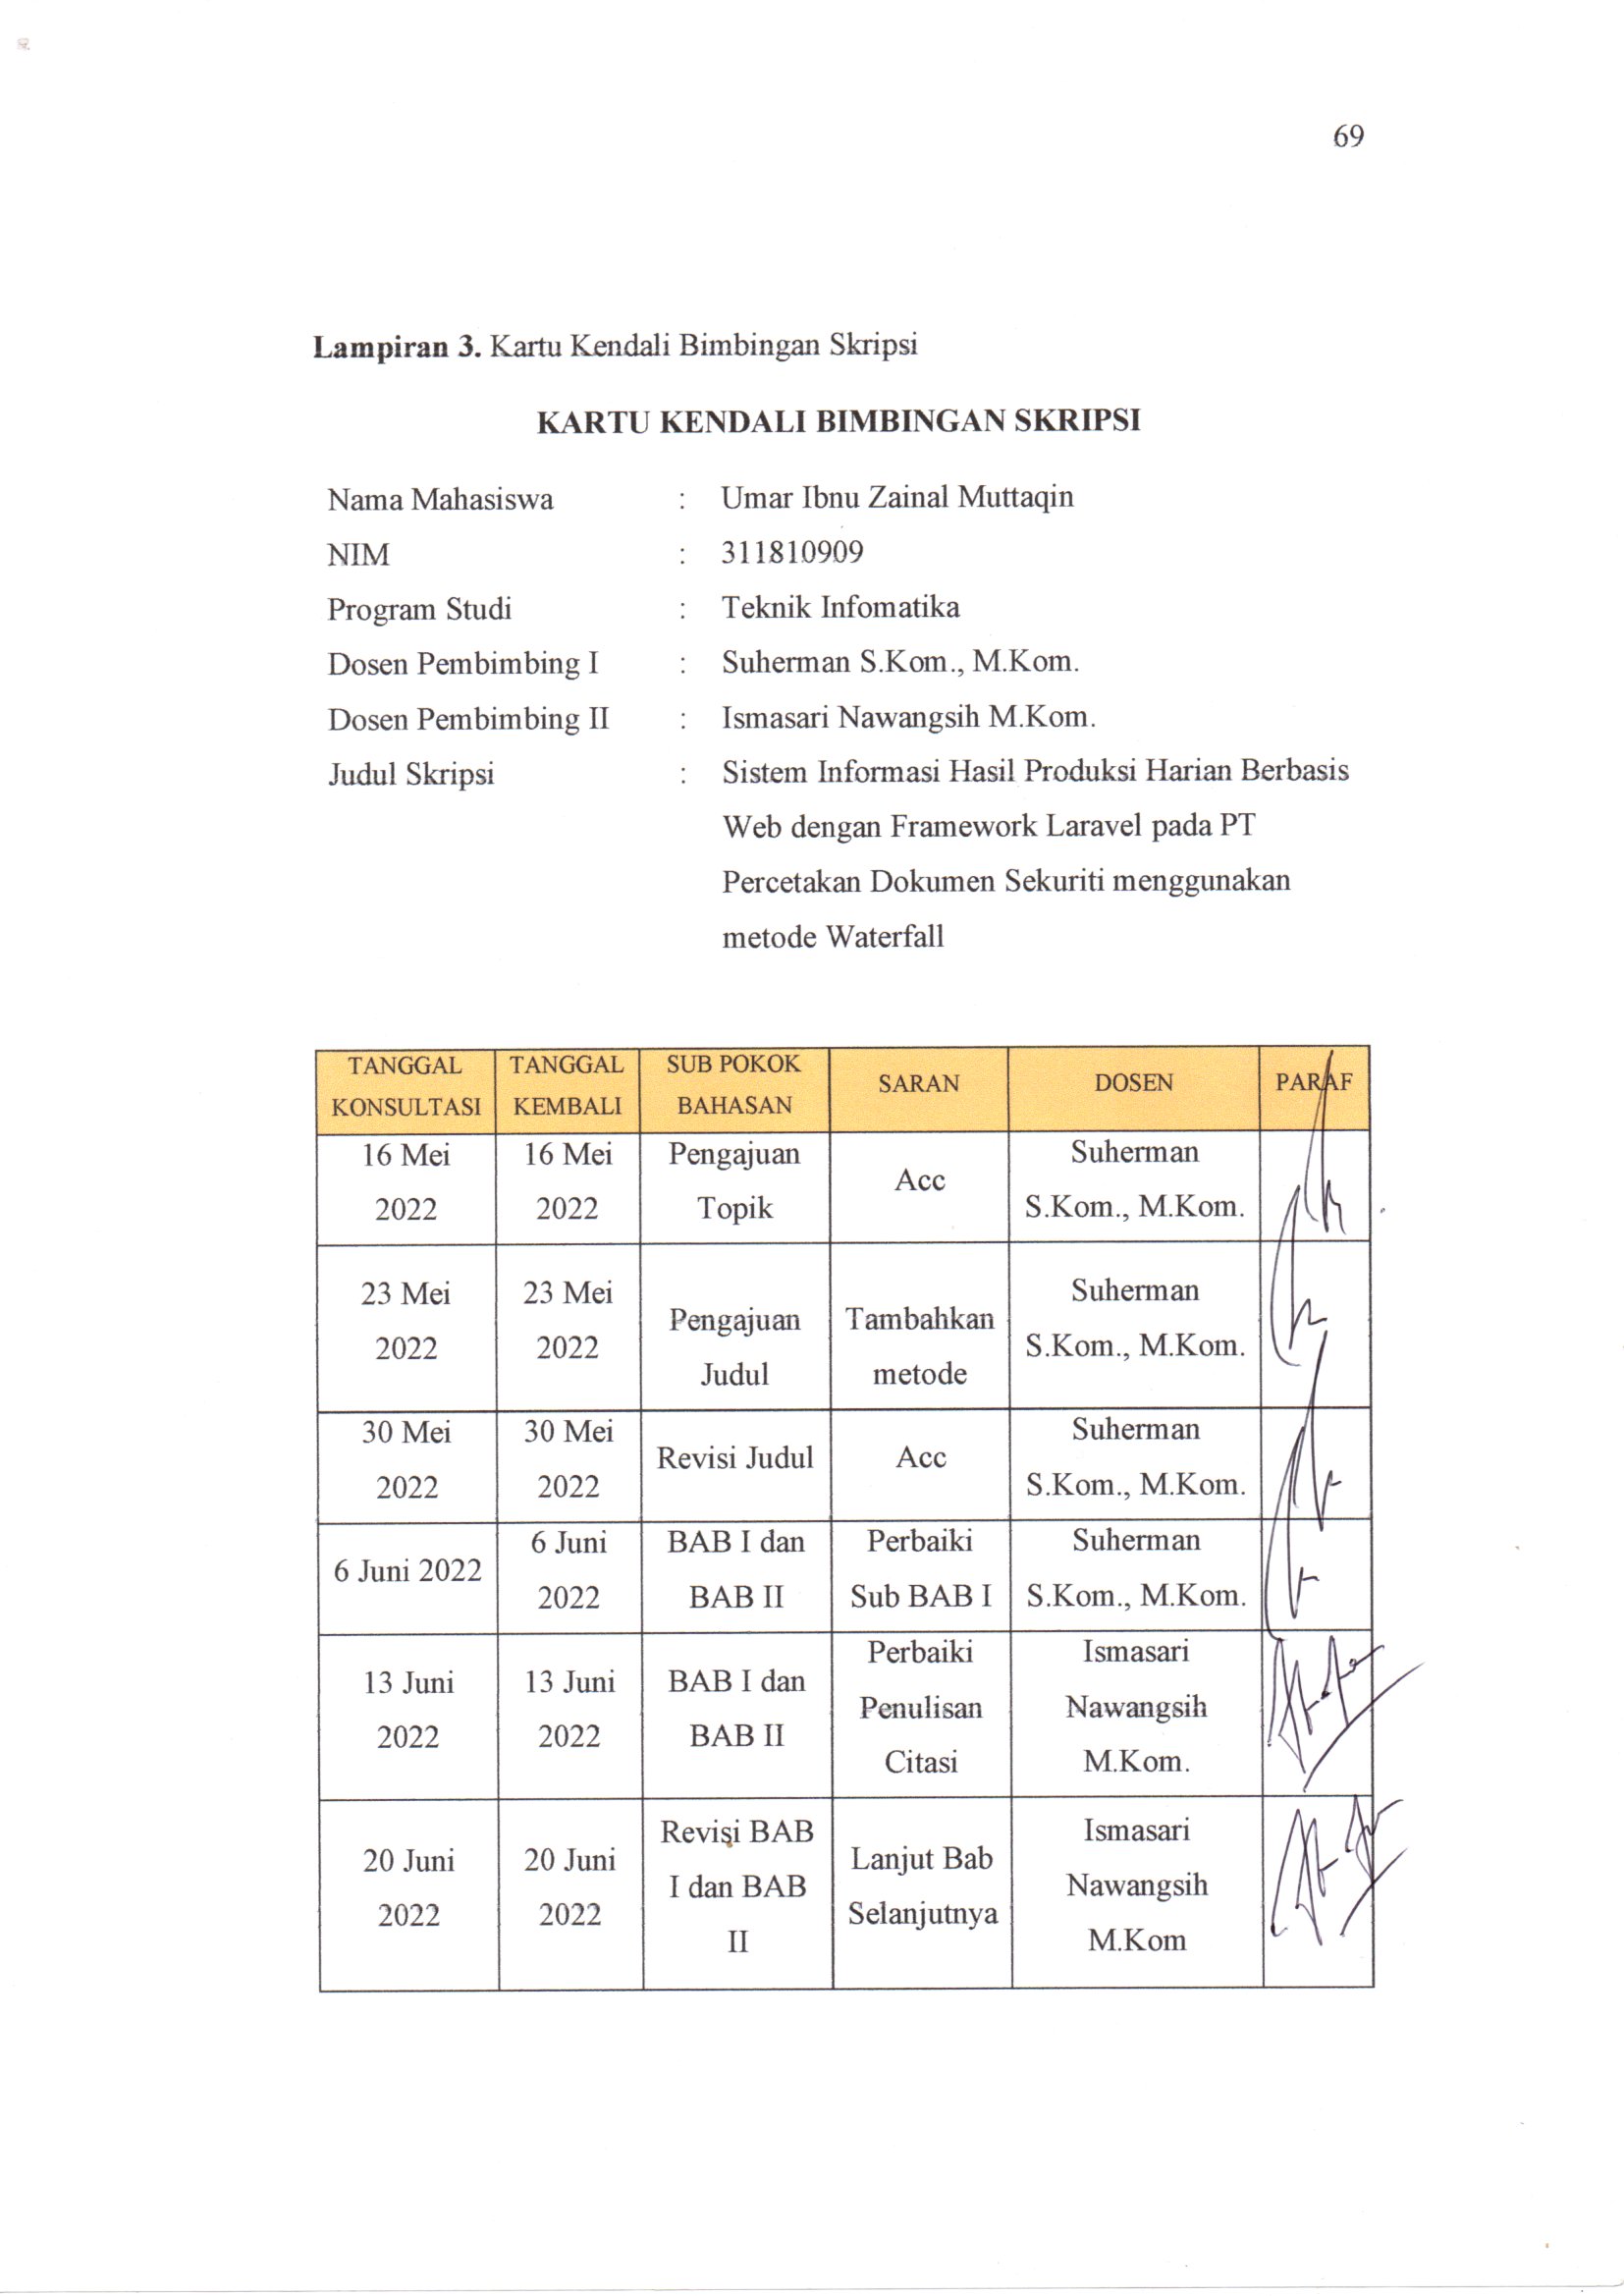 69
Lampiran 3. Kartu Kendali Bimbingan Skripsi
KARTU KENDALI BIMBINGAN SKRIPSI
Nama Mahasiswa : Umar Ibnu Zainal Muttaqin
NIM : 311810909
Program Studi : Teknik Infomatika
Dosen Pembimbing I : Suherman S.Kom., M.Kom.
Dosen Pembimbing II : Ismasari Nawangsih M.Kom.
Judul Skripsi : Sistem Informasi Hasil Produksi Harian Berbasis
Web dengan Framework Laravel pada PT
Percetakan Dokumen Sekuriti menggunakan
metode Waterfall
TANGGAL KONSULTASI TANGGAL KEMBALI SUB POKOK BAHASAN SARAN DOSEN PARAF
16 Mei 2022 16 Mei 2022 Pengajuan Topik Acc Suherman S.Kom., M.Kom.
23 Mei 2022 23 Mei 2022 Pengajuan Judul Tambahkan metode Suherman S.Kom., M.Kom.
30 Mei 2022 30 Mei 2022 Revisi Judul Acc Suherman S.Kom., M.Kom.
6 Juni 2022 6 Juni 2022 BAB I dan BAB II Perbaiki Sub BAB I Suherman S.Kom., M.Kom.
13 Juni 2022 13 Juni 2022 BAB I dan BAB II Perbaiki Penulisan Citasi Ismasari Nawangsih M.Kom.
20 Juni 2022 20 Juni 2022 Revisi BAB I dan BAB II Lanjut Bab Selanjutnya Ismasari Nawangsih M.Kom